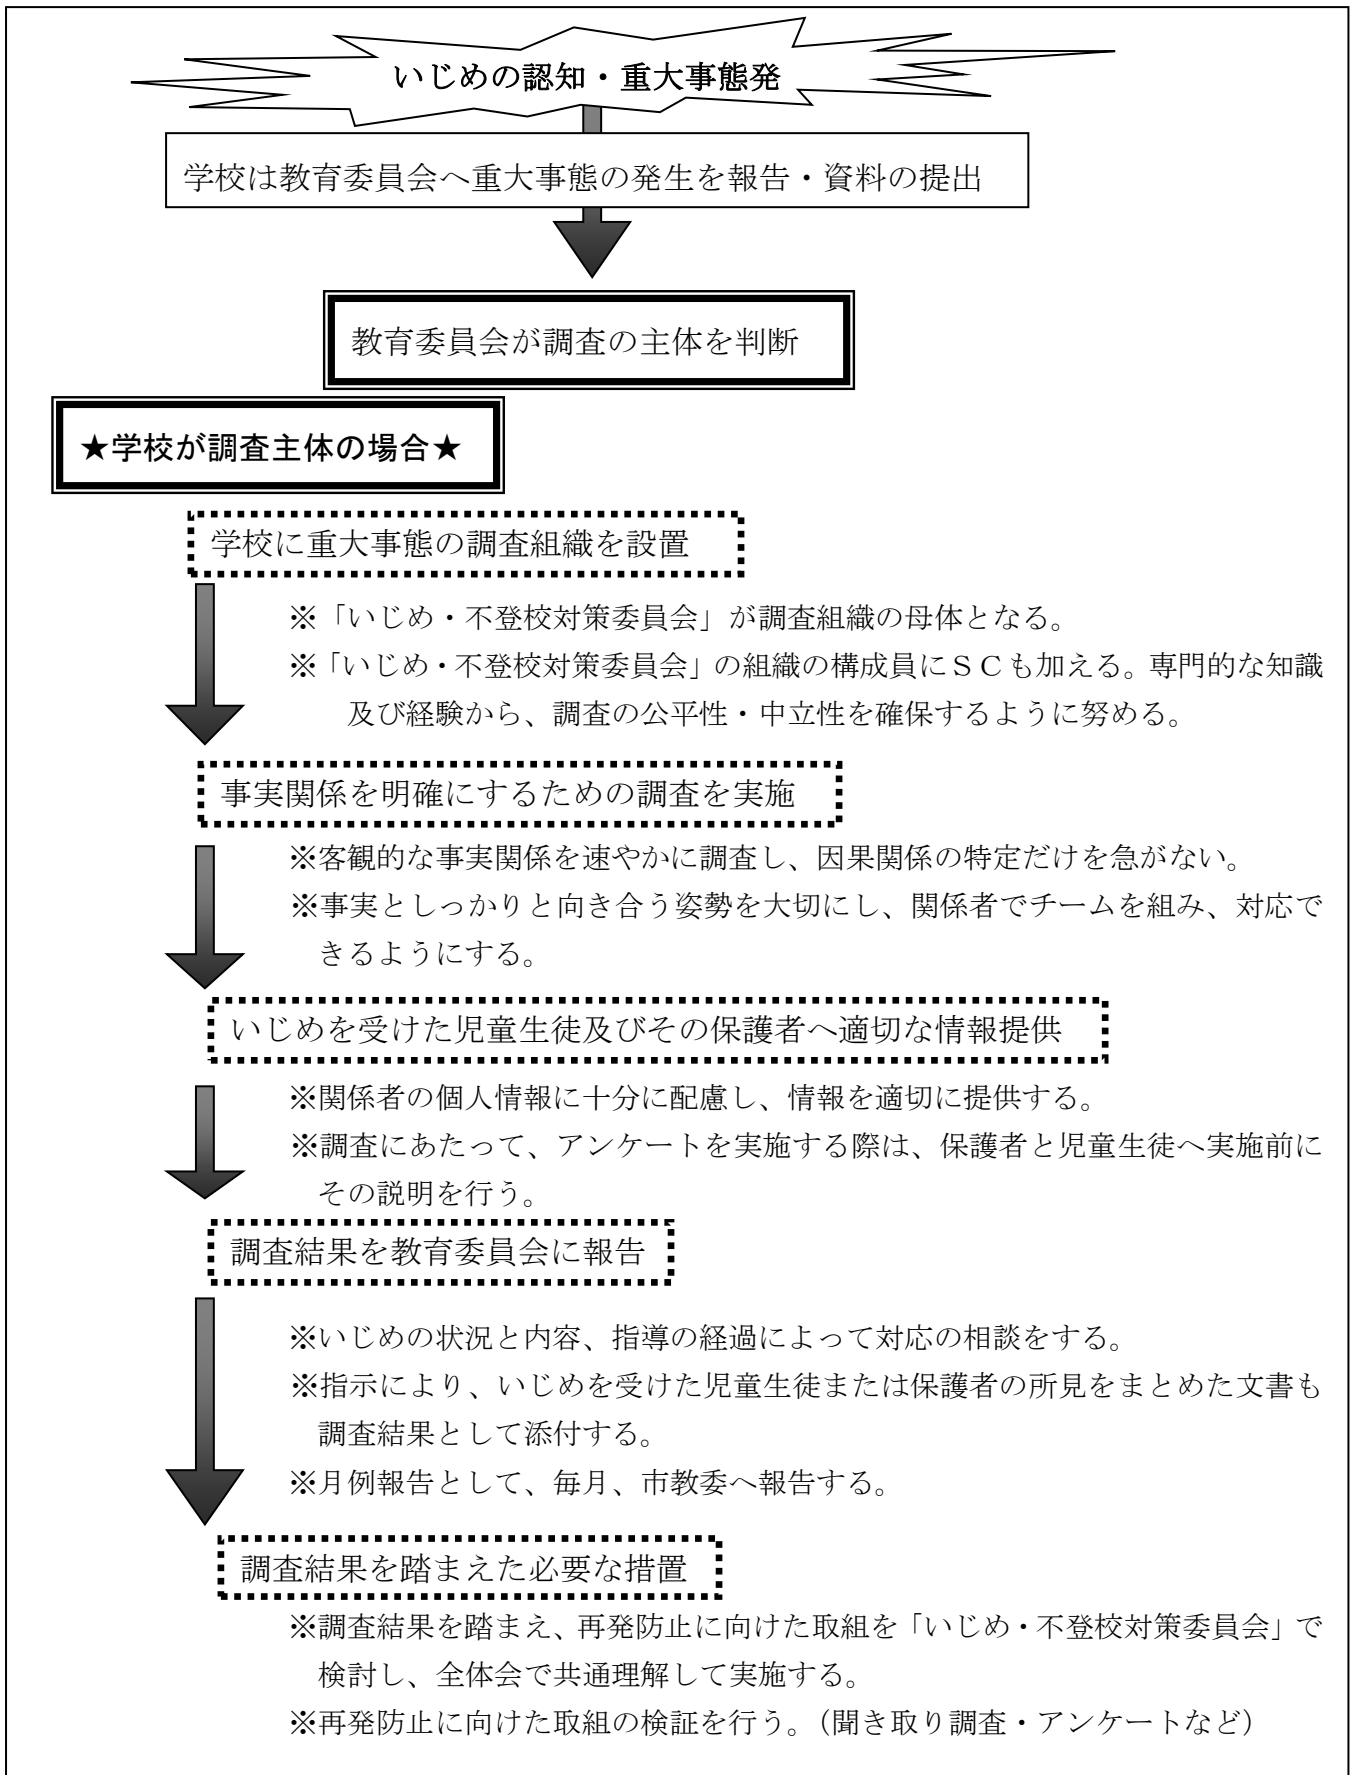 いじめの認知・重大事態発
学校は教育委員会へ重大事態の発生を報告・資料の提出
教育委員会が調査の主体を判断
★学校が調査主体の場合★
学校に重大事態の調査組織を設置
※「いじめ・不登校対策委員会」が調査組織の母体となる。
※「いじめ・不登校対策委員会」の組織の構成員にＳＣも加える。専門的な知識
及び経験から、調査の公平性・中立性を確保するように努める。
事実関係を明確にするための調査を実施
※客観的な事実関係を速やかに調査し、因果関係の特定だけを急がない。
※事実としっかりと向き合う姿勢を大切にし、関係者でチームを組み、対応で
きるようにする。
いじめを受けた児童生徒及びその保護者へ適切な情報提供
※関係者の個人情報に十分に配慮し、情報を適切に提供する。
※調査にあたって、アンケートを実施する際は、保護者と児童生徒へ実施前に
その説明を行う。
調査結果を教育委員会に報告
※いじめの状況と内容、指導の経過によって対応の相談をする。
※指示により、いじめを受けた児童生徒または保護者の所見をまとめた文書も
調査結果として添付する。
※月例報告として、毎月、市教委へ報告する。
調査結果を踏まえた必要な措置
※調査結果を踏まえ、再発防止に向けた取組を「いじめ・不登校対策委員会」で
検討し、全体会で共通理解して実施する。
※再発防止に向けた取組の検証を行う。（聞き取り調査・アンケートなど）